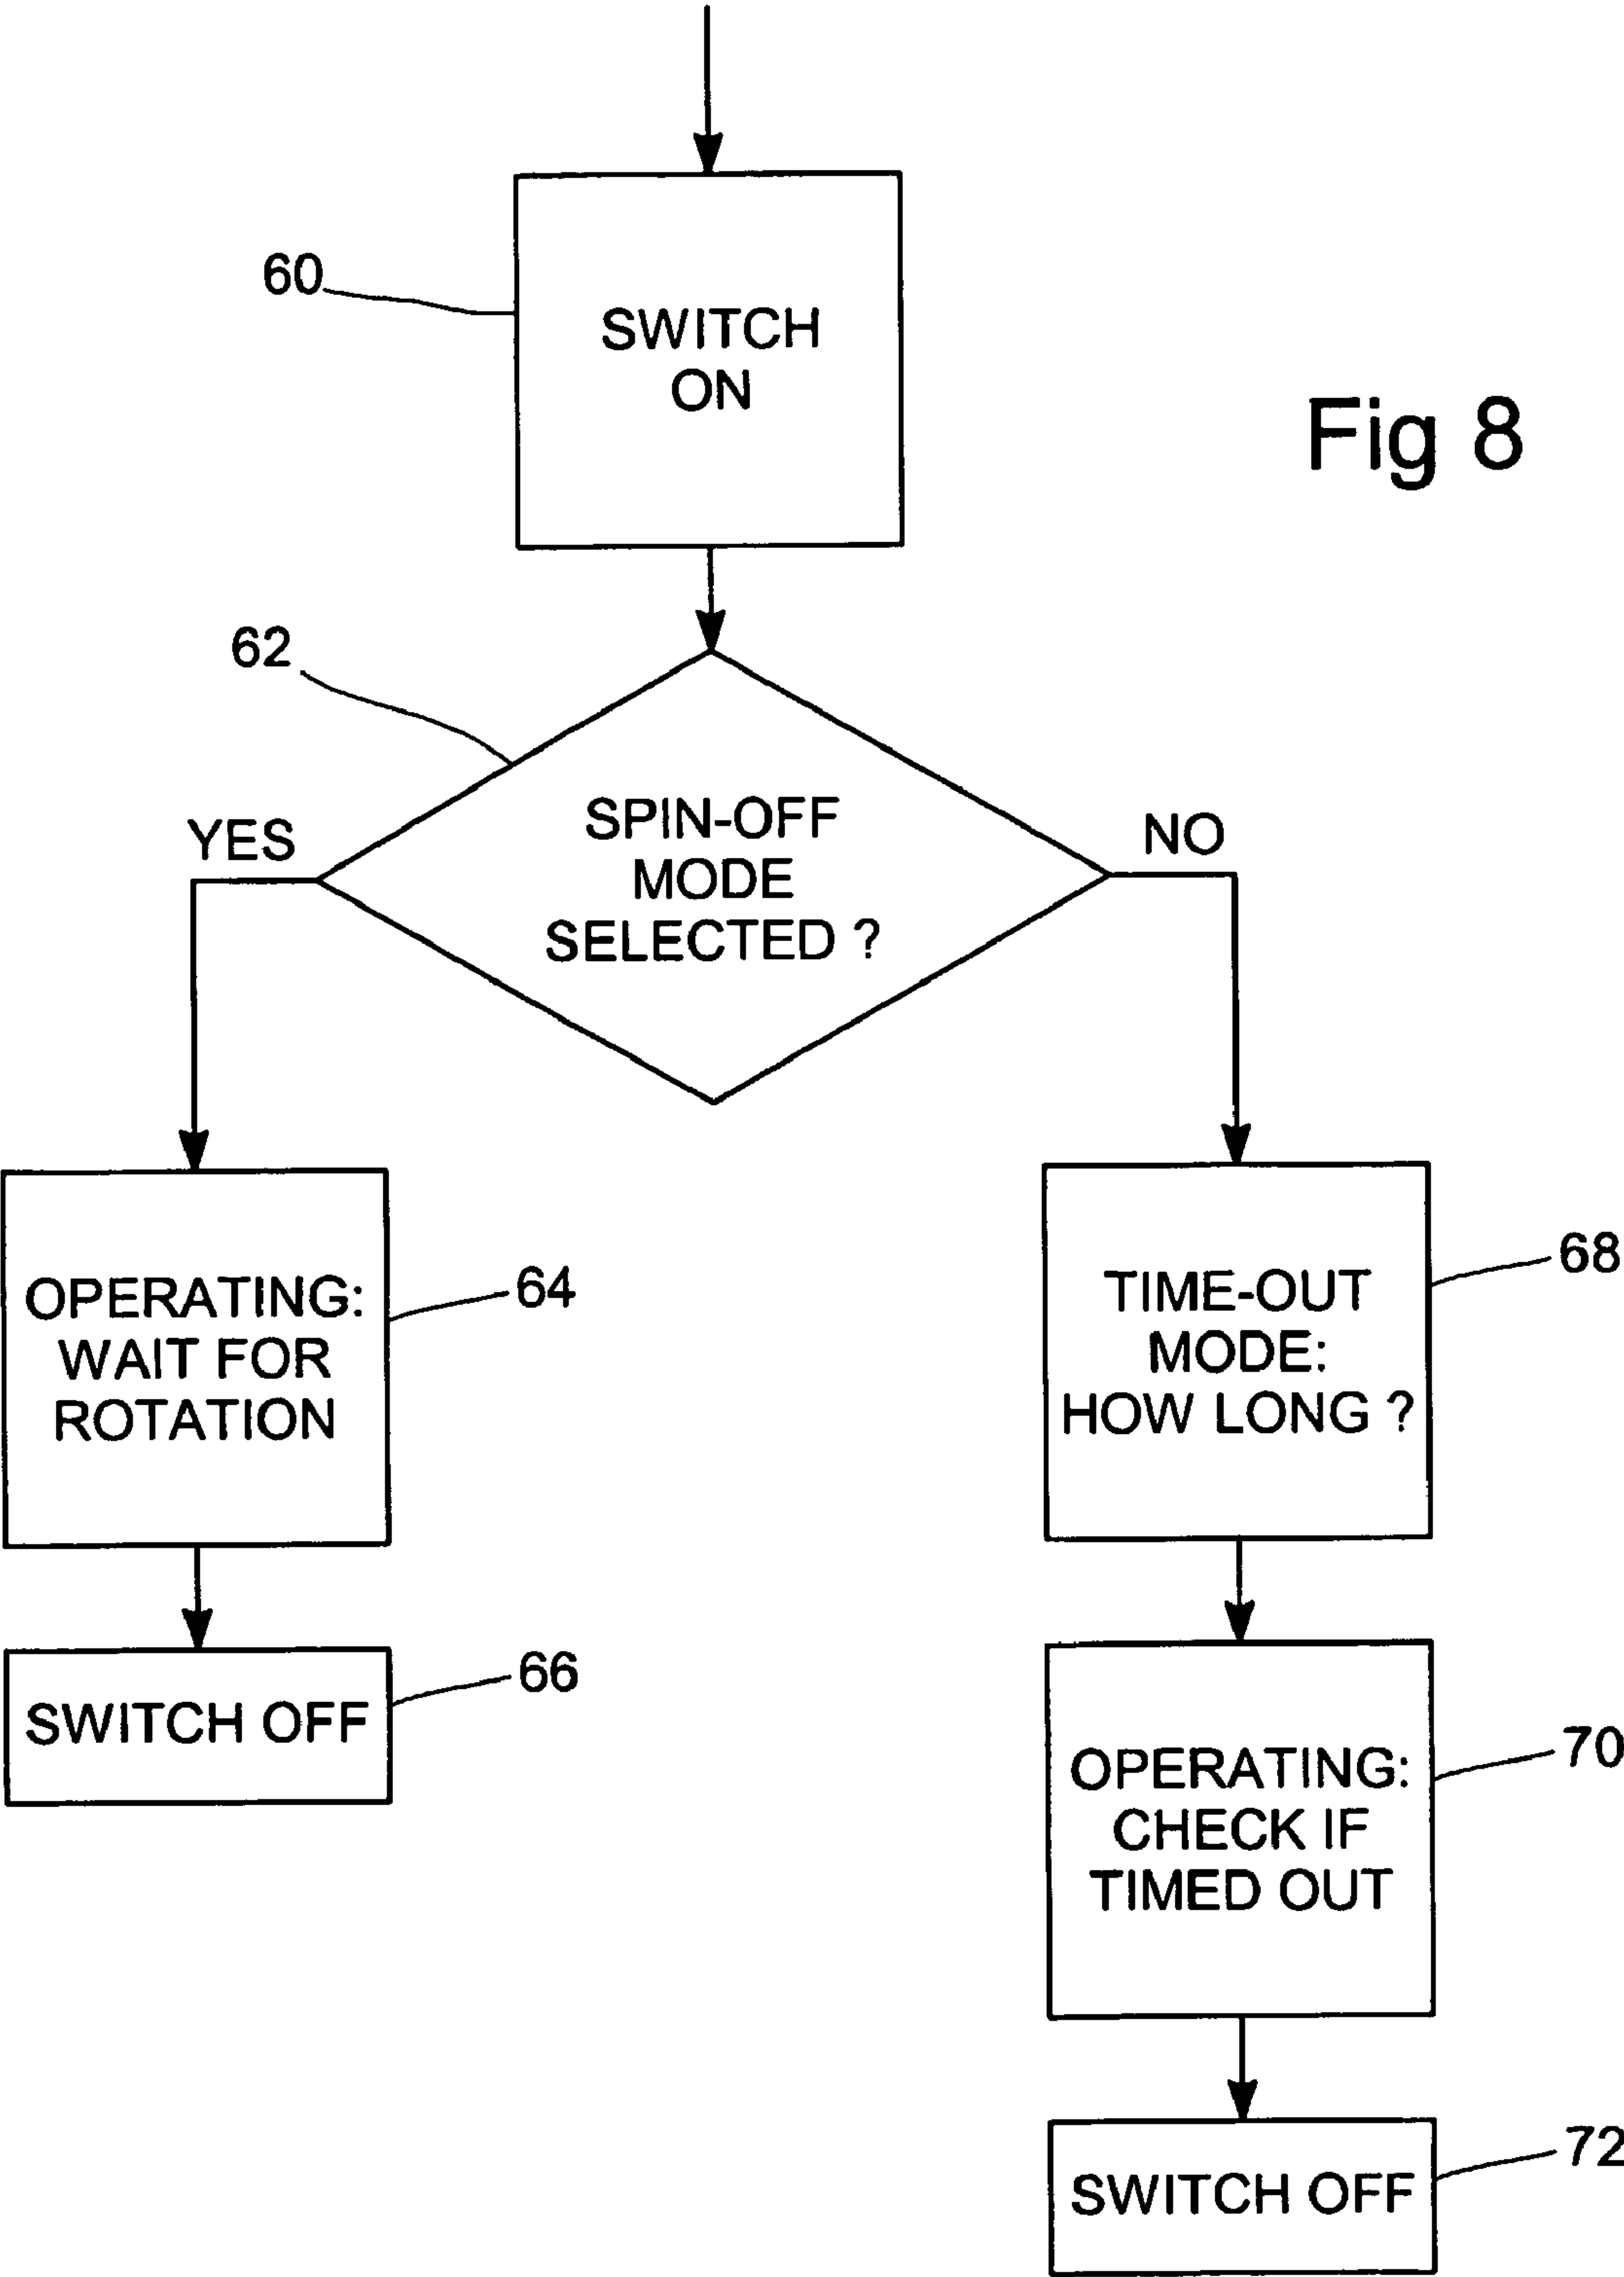 60
SWITCH
ON
Fig 8
62
YES
SPIN-OFF
MODE
SELECTED ?
NO
OPERATING:
WAIT FOR
ROTATION
64
TIME-OUT
MODE:
HOW LONG ?
68
SWITCH OFF
66
OPERATING:
CHECK IF
TIMED OUT
70
SWITCH OFF
72